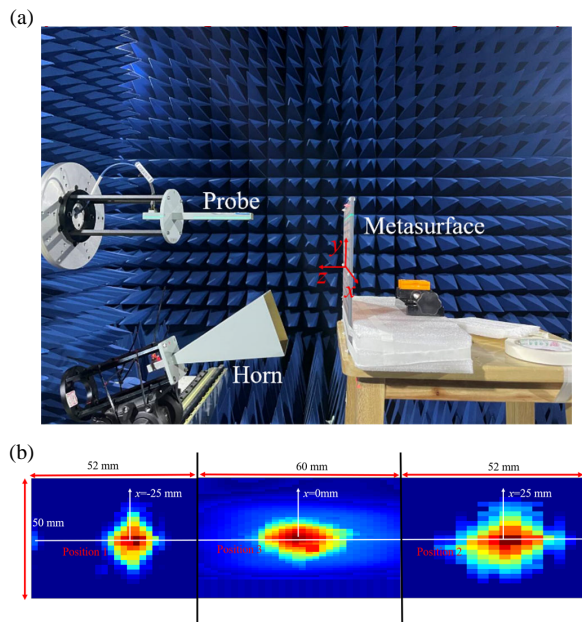 (a)
Probe
Metasurface
y
z
x
Horn
(b)
52 mm
60 mm
52 mm
x=-25 mm
x=0mm
x=25 mm
50 mm
Position 1
Position 3
Position 2